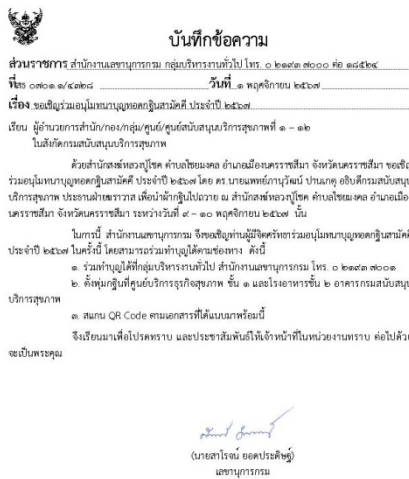 บันทึกข้อความ
ส่วนราชการ สำนักงานเลขานุการกรม กลุ่มบริหารงานทั่วไป โทร. ๐ ๒๑๙๓ ๗๐๐๐ ต่อ ๑๘๕๒๔
ที่ สธ ๐๗๐๑.๑/๔๓๒๘ วันที่ ๑ พฤศจิกายน ๒๕๖๗
เรื่อง ขอเชิญร่วมอนุโมทนาบุญทอดกฐินสามัคคี ประจำปี ๒๕๖๗
เรียน ผู้อำนวยการสำนัก/กอง/กลุ่ม/ศูนย์/ศูนย์สนับสนุนบริการสุขภาพที่ ๑ – ๑๒
ในสังกัดกรมสนับสนุนบริการสุขภาพ
ด้วยสำนักสงฆ์หลวงปู่โชค ตำบลไชยมงคล อำเภอเมืองนครราชสีมา จังหวัดนครราชสีมา ขอเชิญ
ร่วมอนุโมทนาบุญทอดกฐินสามัคคี ประจำปี ๒๕๖๗ โดย ดร.นายแพทย์ภานุวัฒน์ ปานเกตุ อธิบดีกรมสนับสนุน
บริการสุขภาพ ประธานฝ่ายฆราวาส เพื่อนำผ้ากฐินไปถวาย ณ สำนักสงฆ์หลวงปู่โชค ตำบลไชยมงคล อำเภอเมือง
นครราชสีมา จังหวัดนครราชสีมา ระหว่างวันที่ ๙ – ๑๐ พฤศจิกายน ๒๕๖๗ นั้น
ในการนี้ สำนักงานเลขานุการกรม จึงขอเชิญท่านผู้มีจิตศรัทธาร่วมอนุโมทนาบุญทอดกฐินสามัคคี
ประจำปี ๒๕๖๗ ในครั้งนี้ โดยสามารถร่วมทำบุญได้ตามช่องทาง ดังนี้
๑. ร่วมทำบุญได้ที่กลุ่มบริหารงานทั่วไป สำนักงานเลขานุการกรม โทร. ๐ ๒๑๙๓ ๗๐๐๑
๒. ตั้งพุ่มกฐินที่ศูนย์บริการธุรกิจสุขภาพ ชั้น ๑ และโรงอาหารชั้น ๒ อาคารกรมสนับสนุน
บริการสุขภาพ
๓. สแกน QR Code ตามเอกสารที่ได้แนบมาพร้อมนี้
จึงเรียนมาเพื่อโปรดทราบ และประชาสัมพันธ์ให้เจ้าหน้าที่ในหน่วยงานทราบ ต่อไปด้วย
จะเป็นพระคุณ
(นายสาโรจน์ ยอดประดิษฐ์)
เลขานุการกรม